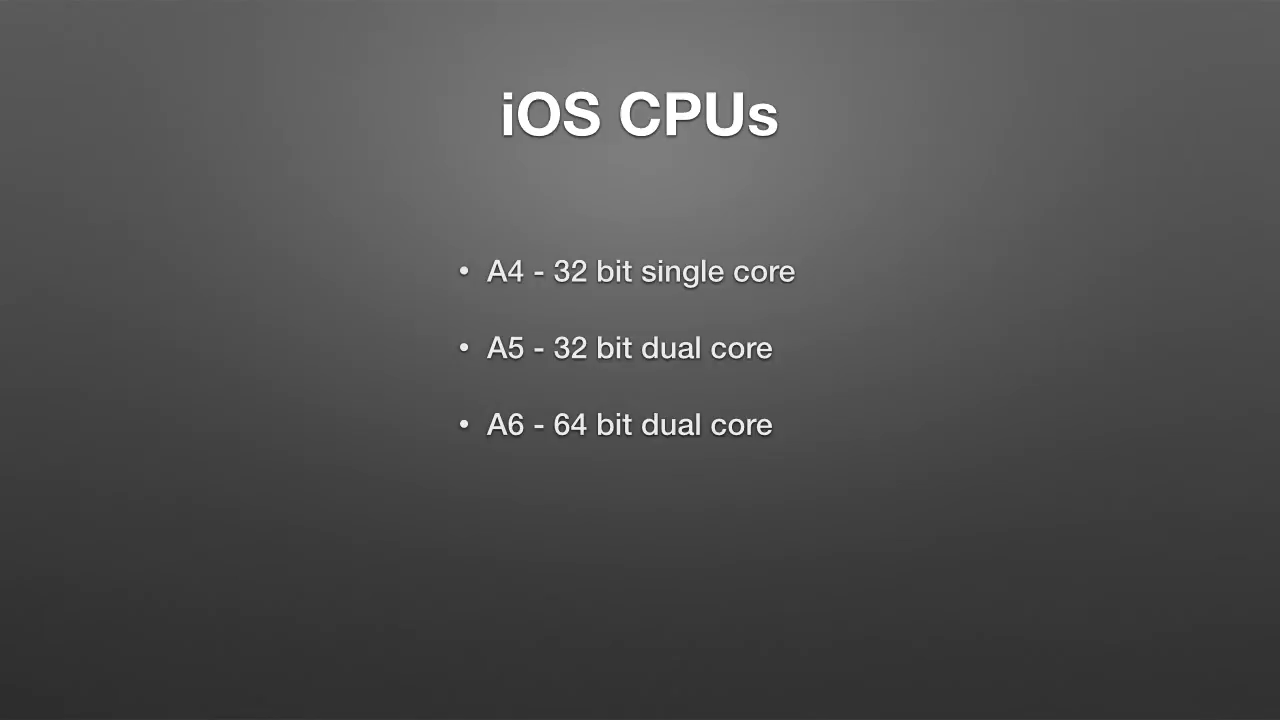 iOS CPUs
• A4 - 32 bit single core
• A5 - 32 bit dual core
• A6 - 64 bit dual core